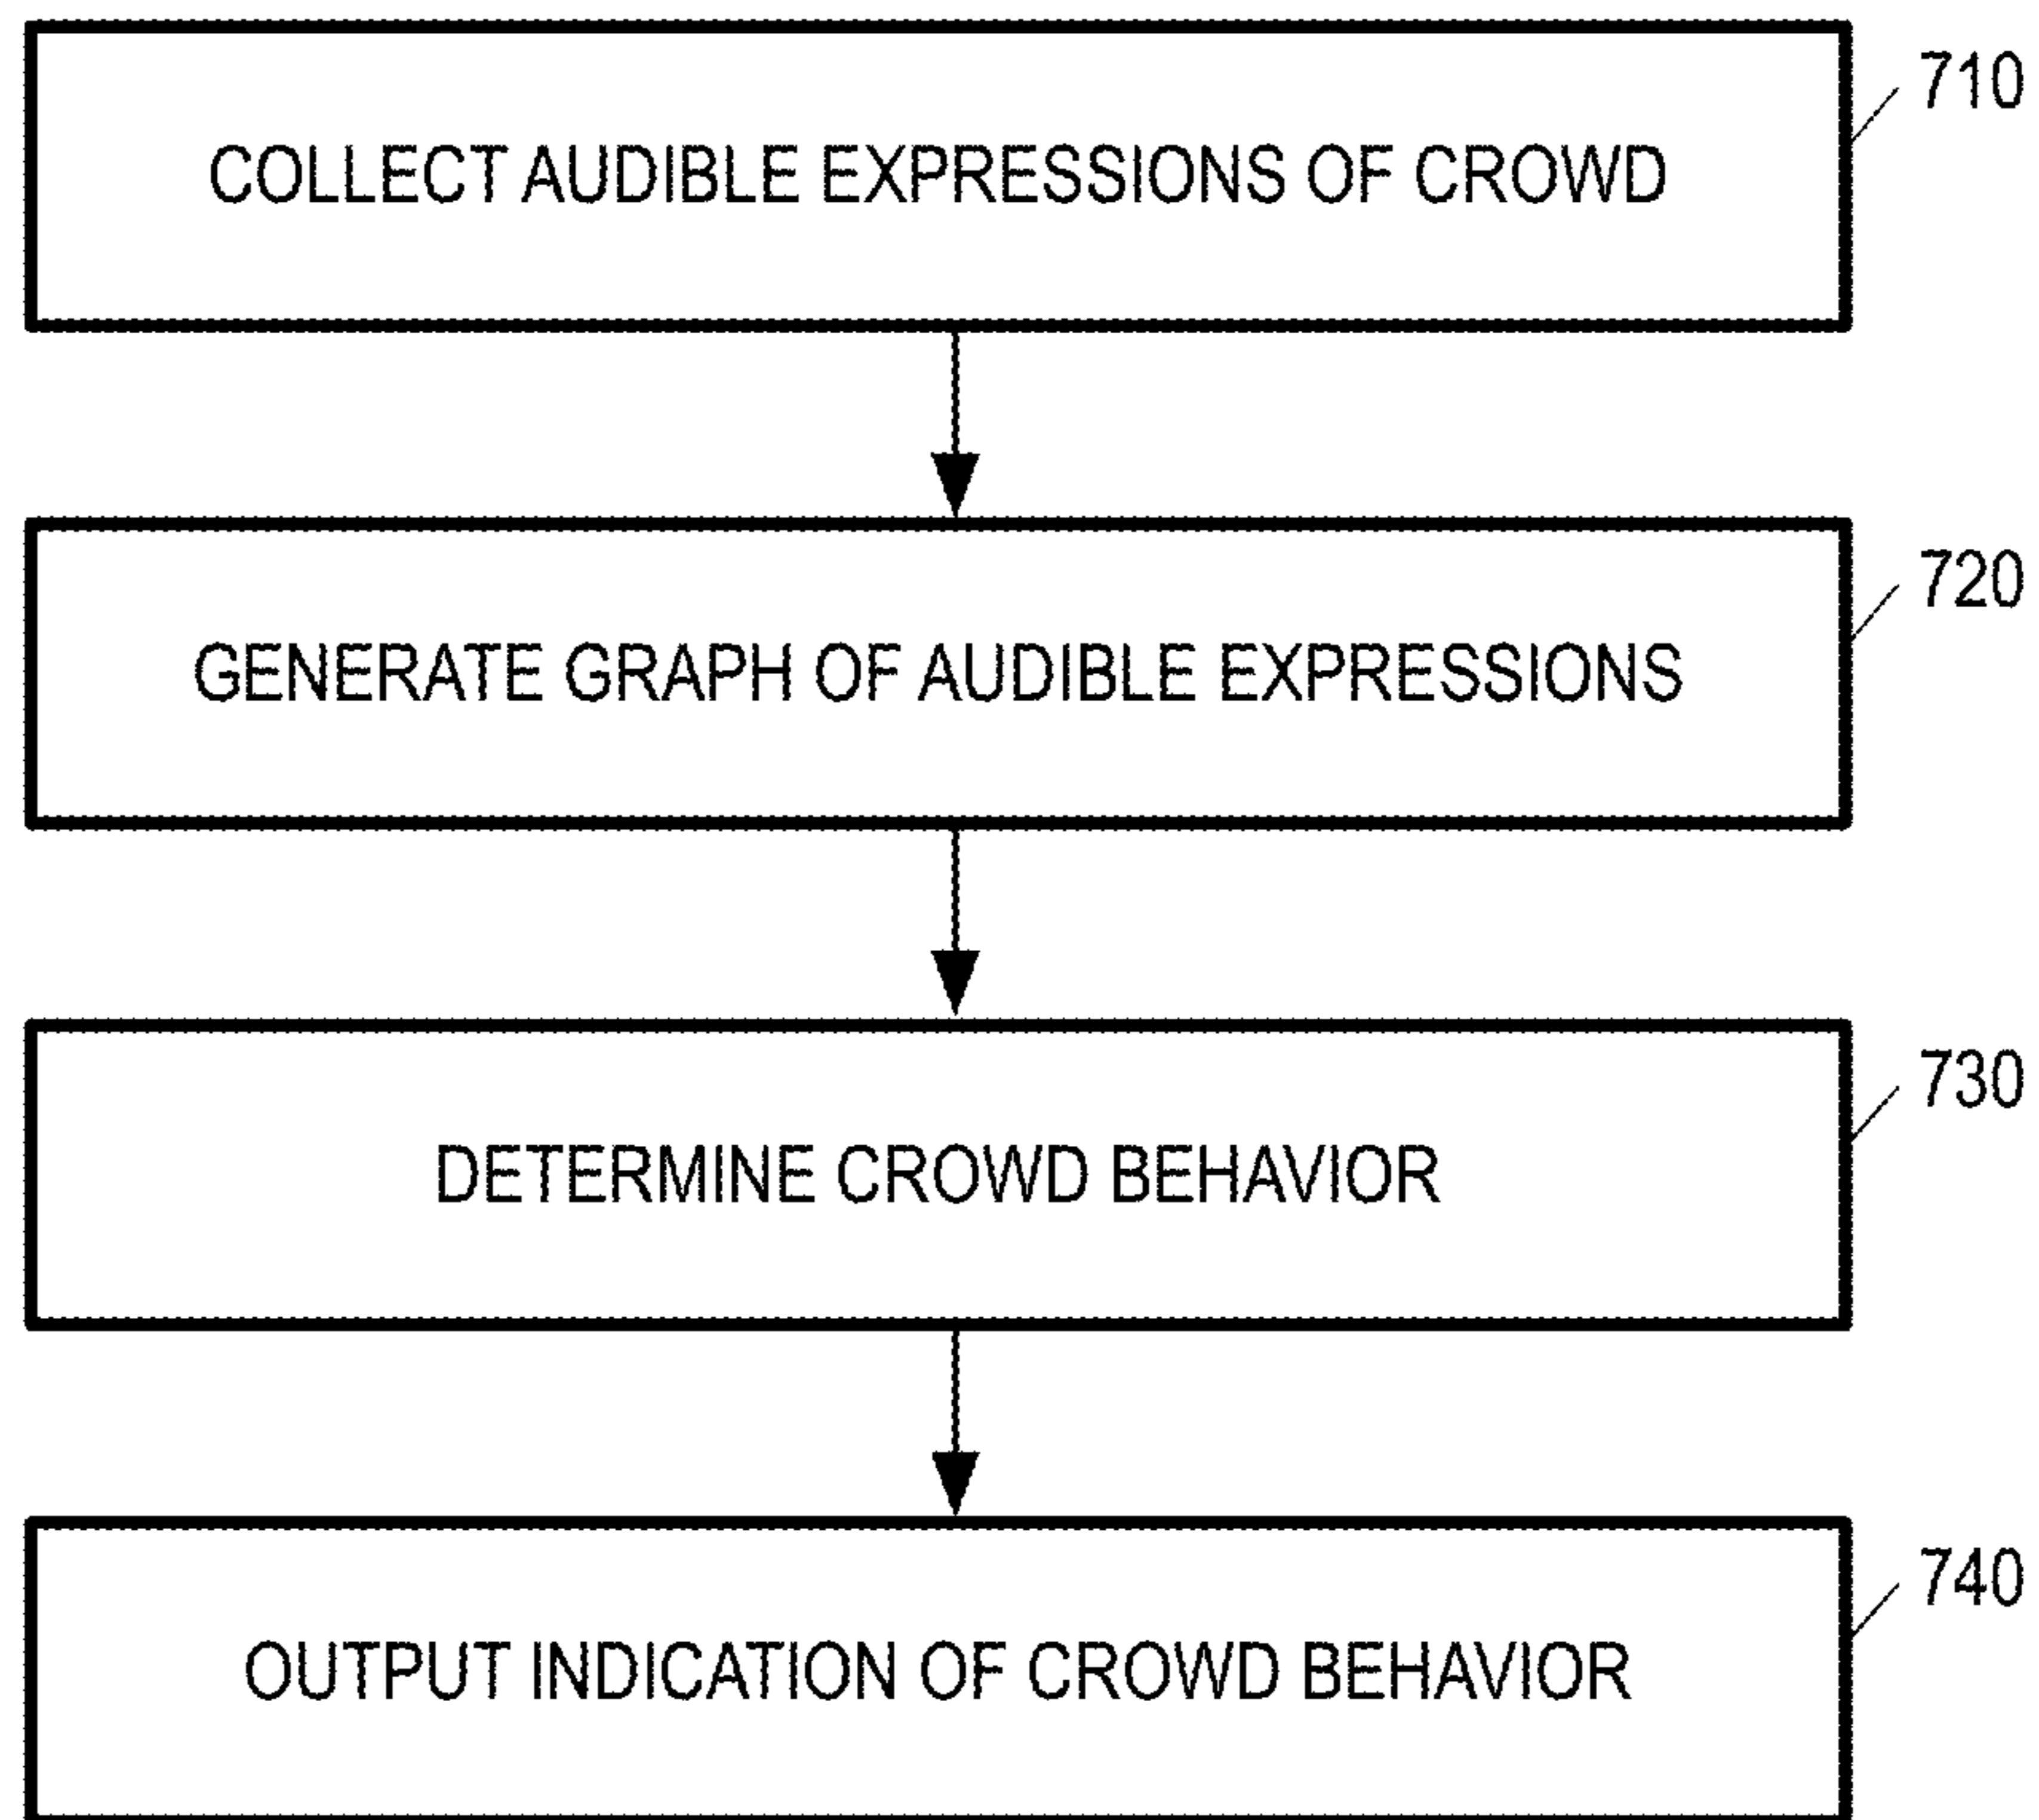 710
COLLECT AUDIBLE EXPRESSIONS OF CROWD
720
GENERATE GRAPH OF AUDIBLE EXPRESSIONS
730
DETERMINE CROWD BEHAVIOR
740
OUTPUT INDICATION OF CROWD BEHAVIOR